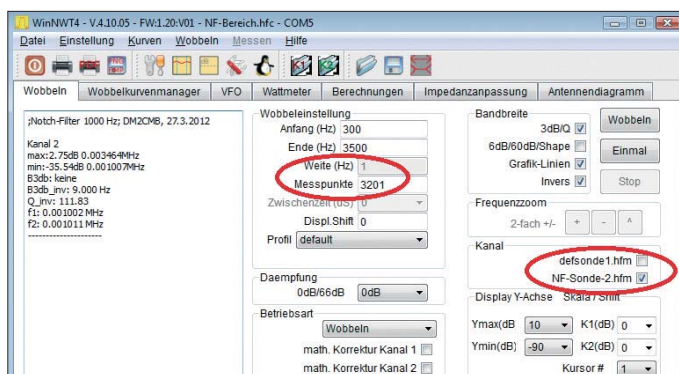 WinNWT4 - V.4.10.05 - FW:1.20:V01 - NF-Bereich.hfc - COM5
Datei Einstellung Kurven Wobbeln Messen Hilfe
Wobbeln Wobbelkurvenmanager VFO Wattmeter Berechnungen Impedanzanpassung Antennendiagramm
;Notch-Filter 1000 Hz; DM2CMB, 27.3.2012
Kanal 2
max:2.75dB 0.003464MHz
min:-35.54dB 0.001007MHz
B3db: keine
B3db_inv: 9.000 Hz
Q_inv: 111.83
f1: 0.001002 MHz
f2: 0.001011 MHz
---------------------
Wobbeleinstellung
Anfang (Hz) 300
Ende (Hz) 3500
Weite (Hz) 1
Messpunkte 3201
Zwischenzeit (uS) 0
Displ.Shift 0
Profil default
Daempfung
0dB/66dB 0dB
Betriebsart
Wobbeln
math. Korrektur Kanal 1
math. Korrektur Kanal 2
Bandbreite
3dB/Q
6dB/60dB/Shape
Grafik-Linien
Invers
Wobbeln
Einmal
Stop
Frequenzzoom
2-fach +/- + - ^
Kanal
defsonde1.hfm
NF-Sonde-2.hfm
Display Y-Achse Skala / Shift
Ymax(dB 10 K1(dB) 0
Ymin(dB) -90 K2(dB) 0
Kursor # 1